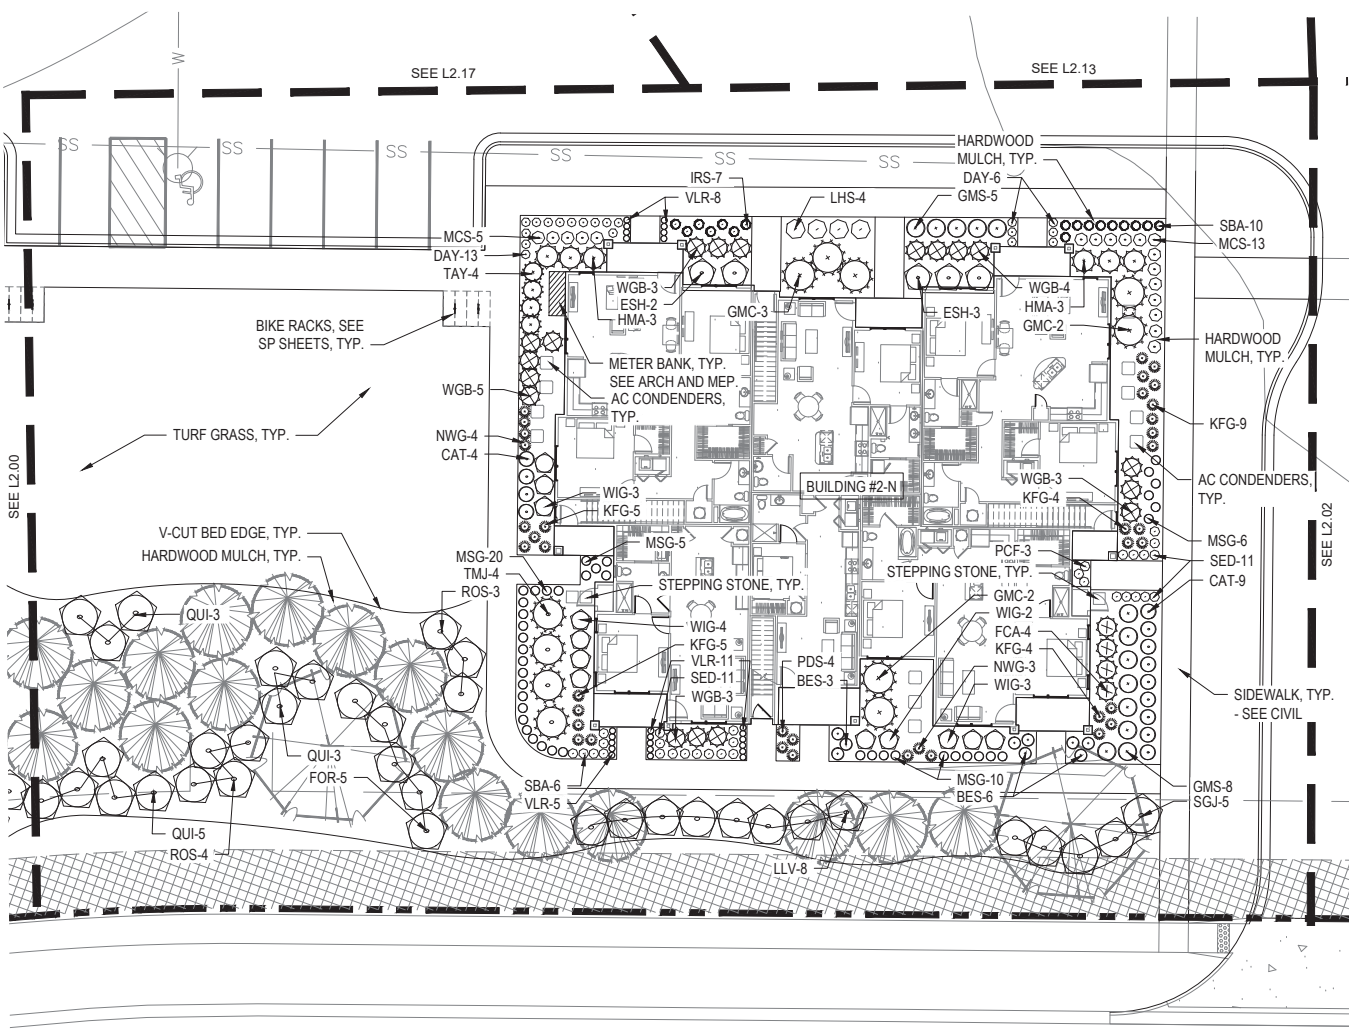 SEE L2.17
SEE L2.13
W
SS
SS
SS
SS
SS
SS
HARDWOOD
MULCH, TYP.
DAY-6
GMS-5
IRS-7
VLR-8
LHS-4
SBA-10
MCS-13
MCS-5
DAY-13
TAY-4
WGB-3
ESH-2
HMA-3
GMC-3
ESH-3
WGB-4
HMA-3
GMC-2
BIKE RACKS, SEE
SP SHEETS, TYP.
HARDWOOD
MULCH, TYP.
METER BANK, TYP.
SEE ARCH AND MEP.
AC CONDENDERS,
TYP.
WGB-5
TURF GRASS, TYP.
NWG-4
CAT-4
KFG-9
SEE L2.00
BUILDING #2-N
WGB-3
KFG-4
AC CONDENDERS,
TYP.
WIG-3
KFG-5
SEE L2.02
V-CUT BED EDGE, TYP.
HARDWOOD MULCH, TYP.
MSG-5
MSG-6
MSG-20
TMJ-4
ROS-3
PCF-3
SED-11
CAT-9
STEPPING STONE, TYP.
STEPPING STONE, TYP.
QUI-3
GMC-2
WIG-2
FCA-4
KFG-4
NWG-3
WIG-3
WIG-4
KFG-5
VLR-11
SED-11
WGB-3
PDS-4
BES-3
SIDEWALK, TYP.
- SEE CIVIL
QUI-3
FOR-5
SBA-6
VLR-5
MSG-10
BES-6
GMS-8
SGJ-5
QUI-5
ROS-4
LLV-8